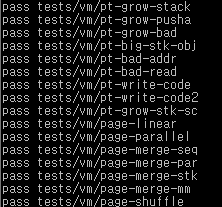 pass tests/vm/pt-grow-stack
pass tests/vm/pt-grow-pusha
pass tests/vm/pt-grow-bad
pass tests/vm/pt-big-stk-obj
pass tests/vm/pt-bad-addr
pass tests/vm/pt-bad-read
pass tests/vm/pt-write-code
pass tests/vm/pt-write-code2
pass tests/vm/pt-grow-stk-sc
pass tests/vm/page-linear
pass tests/vm/page-parallel
pass tests/vm/page-merge-seq
pass tests/vm/page-merge-par
pass tests/vm/page-merge-stk
pass tests/vm/page-merge-mm
pass tests/vm/page-shuffle